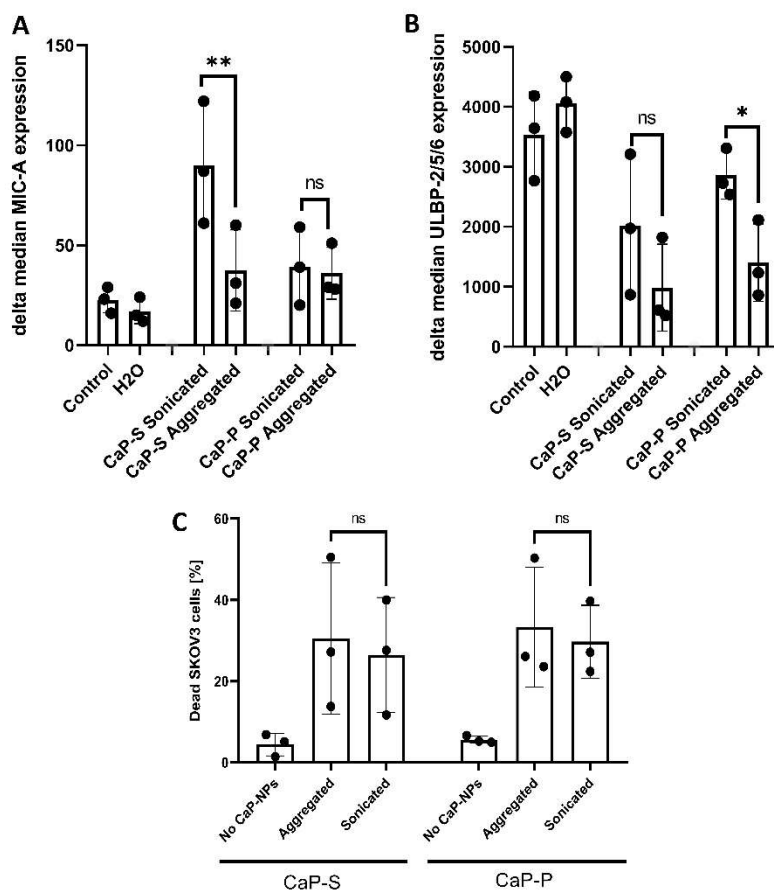 A
delta median MIC-A expression
150
100
50
0
**
ns
Control
H2O
CaP-S Sonicated
CaP-S Aggregated
CaP-P Sonicated
CaP-P Aggregated
B
delta median ULBP-2/5/6 expression
5000
4000
3000
2000
1000
0
ns
*
Control
H2O
CaP-S Sonicated
CaP-S Aggregated
CaP-P Sonicated
CaP-P Aggregated
C
Dead SKOV3 cells [%]
60
40
20
0
ns
ns
No CaP-NPs
Aggregated
Sonicated
No CaP-NPs
Aggregated
Sonicated
CaP-S
CaP-P